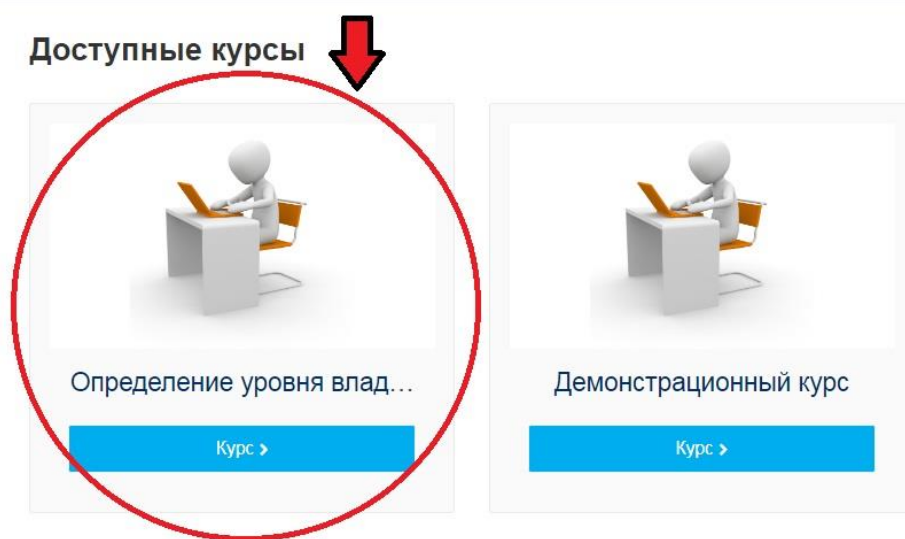 Доступные курсы
Определение уровня влад...
Демонстрационный курс
Курс >
Курс >